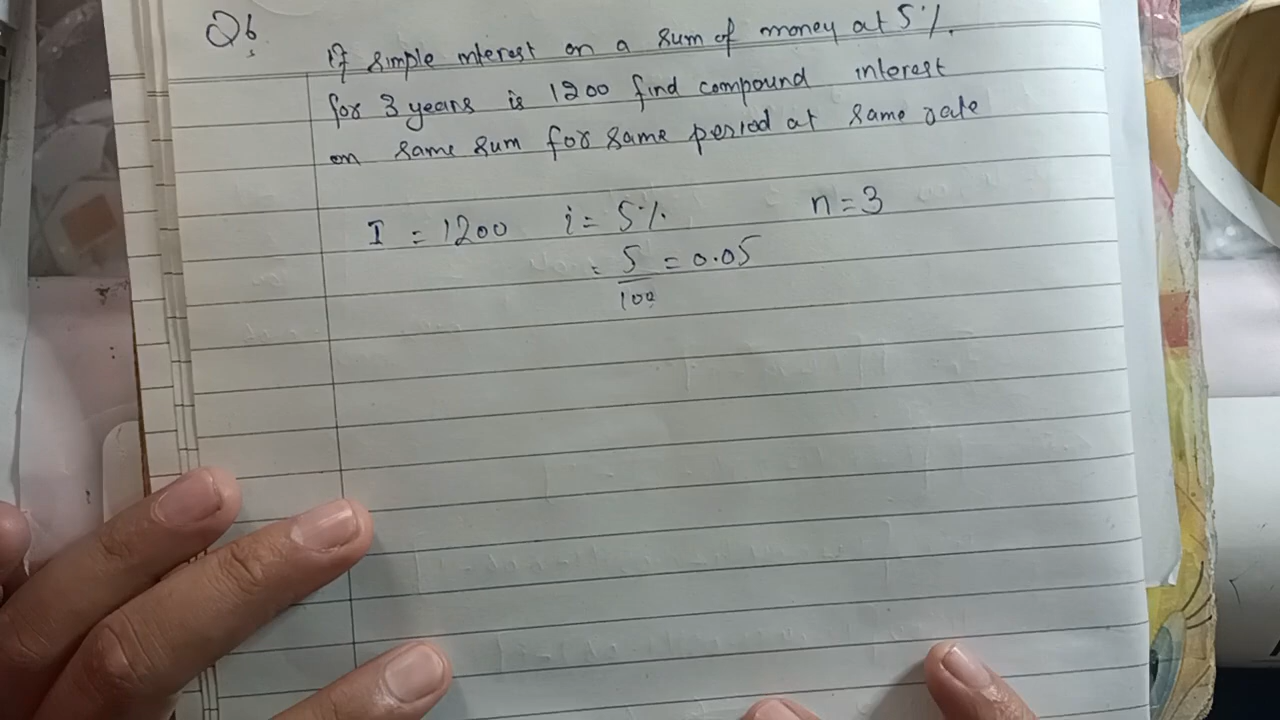 Q6
If simple interest on a sum of money at 5%.
for 3 years is 1200 find compound interest
on same sum for same period at same rate
I = 1200 i = 5% n = 3
= 5/100 = 0.05